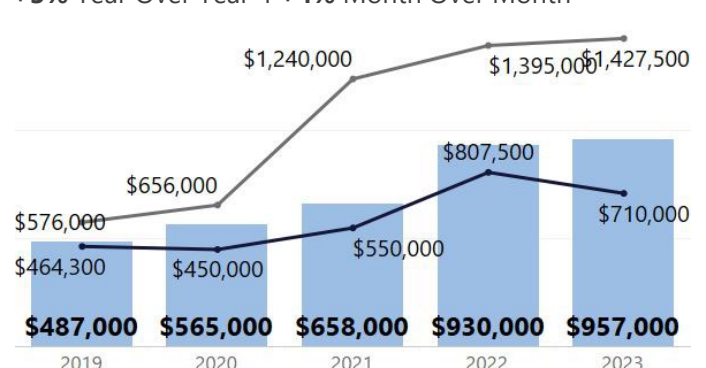 Year Over Year
Month Over Month
$1,240,000
$1,395,000
$1,427,500
$656,000
$807,500
$576,000
$710,000
$464,300
$450,000
$550,000
$487,000 $565,000 $658,000 $930,000 $957,000
2019 2020 2021 2022 2023